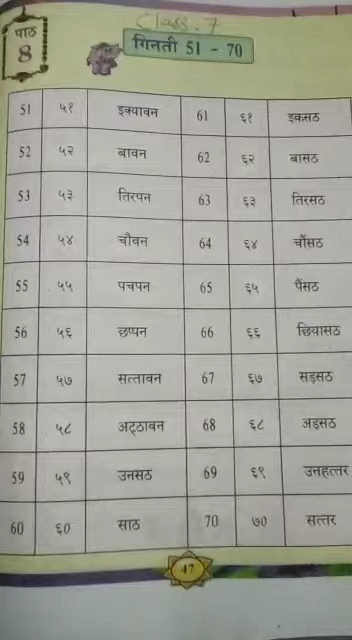 Class. 7
पाठ
8
गिनती 51 - 70
51 ५१ इक्यावन 61 ६१ इकसठ
52 ५२ बावन 62 ६२ बासठ
53 ५३ तिरपन 63 ६३ तिरसठ
54 ५४ चौवन 64 ६४ चौंसठ
55 ५५ पचपन 65 ६५ पैंसठ
56 ५६ छप्पन 66 ६६ छियासठ
57 ५७ सत्तावन 67 ६७ सड़सठ
58 ५८ अट्ठावन 68 ६८ अड़सठ
59 ५९ उनसठ 69 ६९ उनहत्तर
60 ६० साठ 70 ७० सत्तर
47